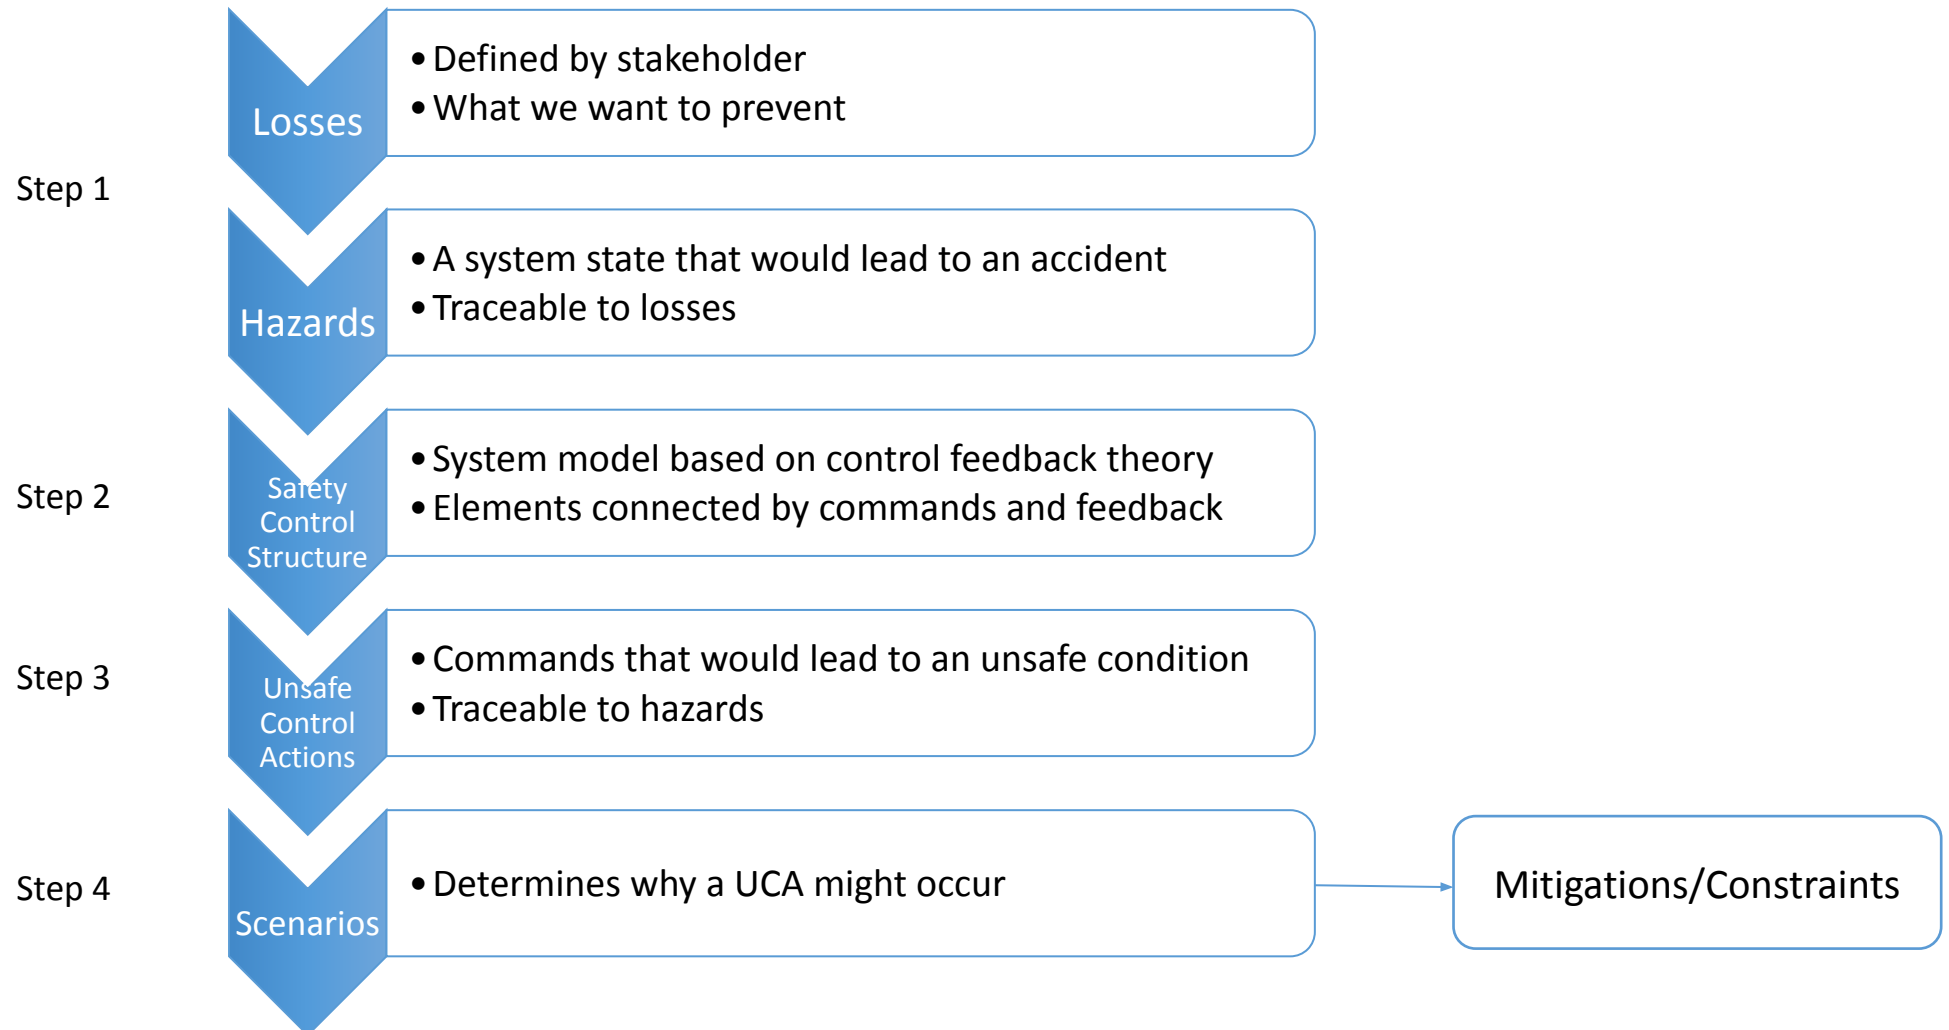 Losses
• Defined by stakeholder
• What we want to prevent
Step 1
Hazards
• A system state that would lead to an accident
• Traceable to losses
Step 2
Safety
Control
Structure
• System model based on control feedback theory
• Elements connected by commands and feedback
Step 3
Unsafe
Control
Actions
• Commands that would lead to an unsafe condition
• Traceable to hazards
Step 4
Scenarios
• Determines why a UCA might occur
Mitigations/Constraints